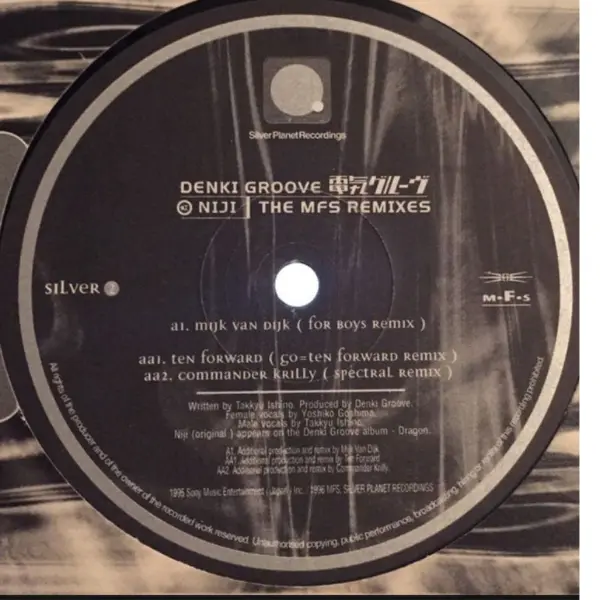 Silver Planet Recordings
DENKI GROOVE 電気グルーヴ
NIJI | THE MFS REMIXES
SILVER 2
M•F•S
A1. MIJK VAN DIJK ( FOR BOYS REMIX )
AA1. TEN FORWARD ( GO=TEN FORWARD REMIX )
AA2. COMMANDER KRILLY ( SPECTRAL REMIX )
Written by Takkyu Ishino. Produced by Denki Groove.
Female vocals by Yoshiko Goshima.
Male vocals by Takkyu Ishino.
Niji (original ) appears on the Denki Groove album - Dragon.
A1. Additional production and remix by Mijk Van Dijk
AA1. Additional production and remix by Ten Forward
AA2. Additional production and remix by Commander Krilly.
1995 Sony Music Entertainment (Japan) Inc. / 1996 MFS, SILVER PLANET RECORDINGS
All rights of the producer and of the owner of the recorded work reserved. Unauthorised copying, public performance, broadcasting, hiring or rental of this recording prohibited.